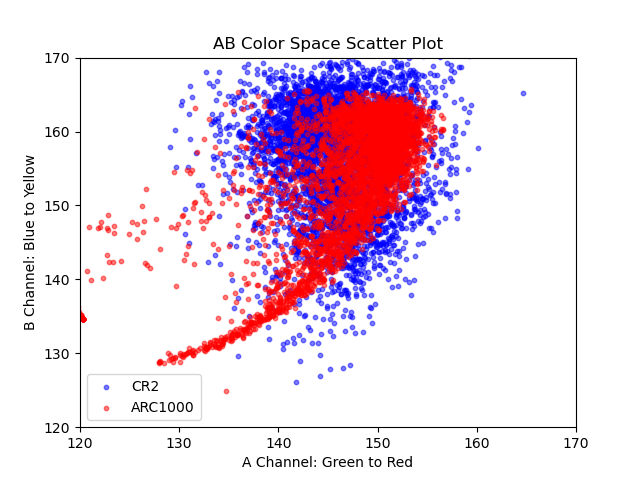 AB Color Space Scatter Plot
170
160
150
140
130
120
B Channel: Blue to Yellow
CR2
ARC1000
120 130 140 150 160 170
A Channel: Green to Red